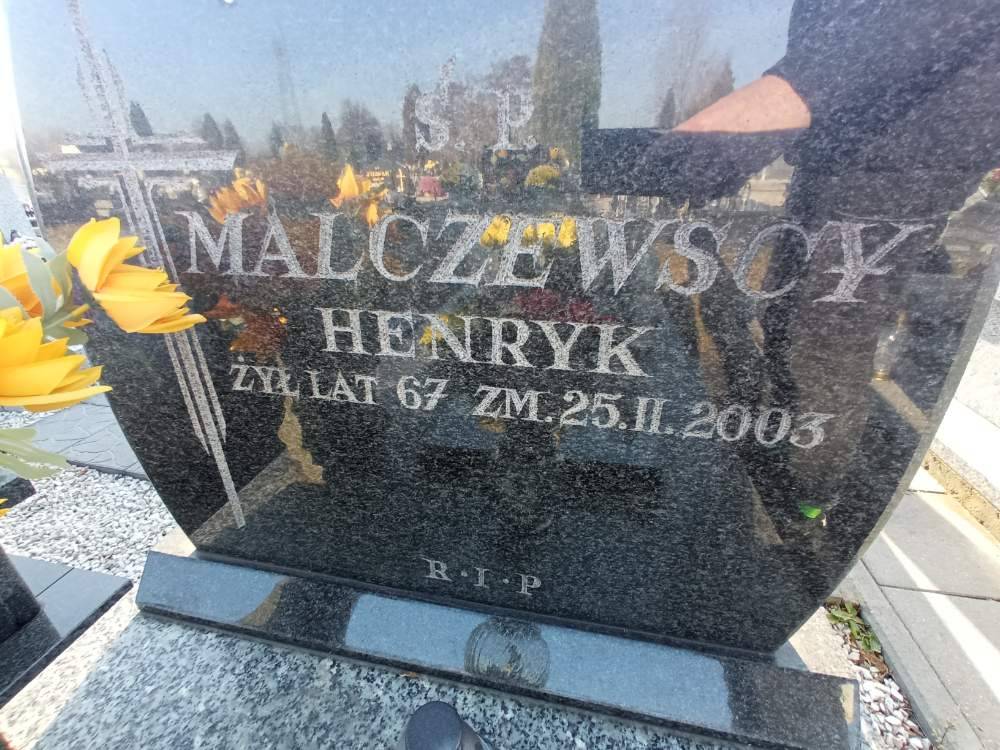 Ś. P.
MALCZEWSCY
HENRYK
ŻYŁ LAT 67 ZM. 25.II.2003
R·I·P